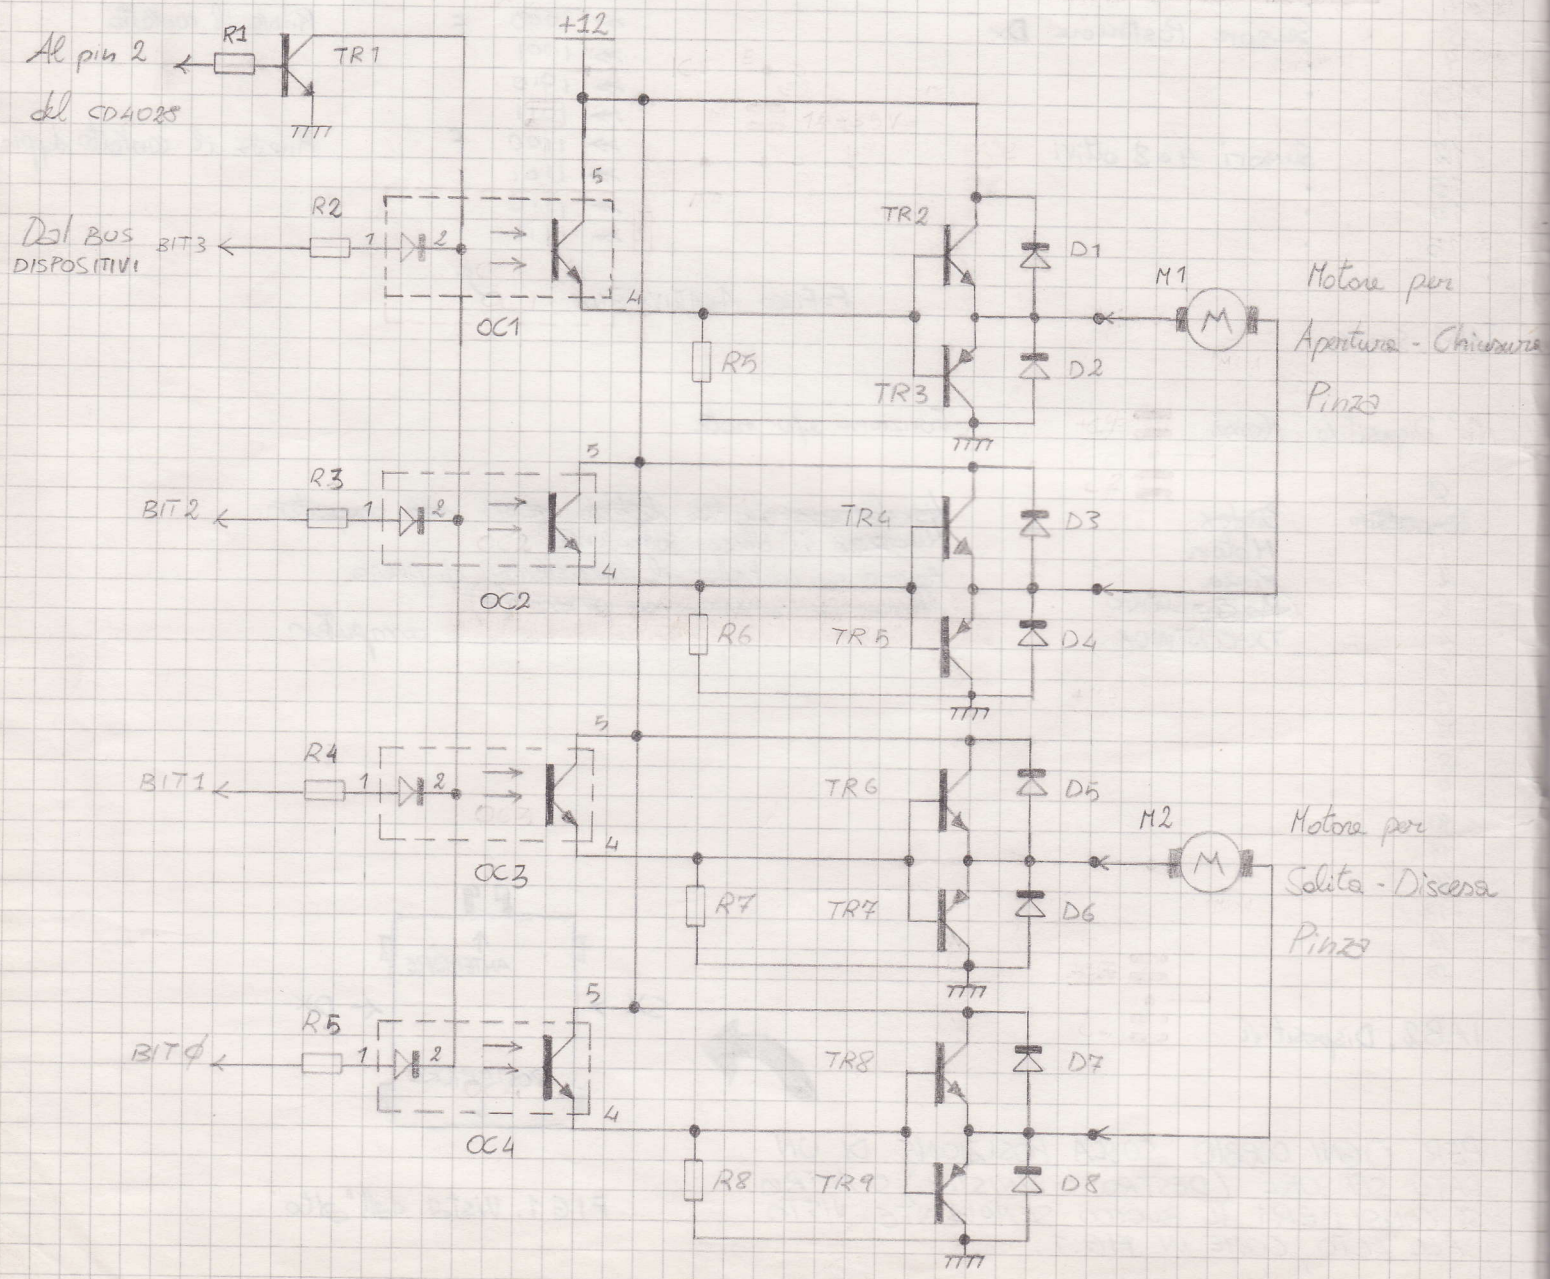 +12
R1
Al pin 2
TR1
del CD4028
5
R2
TR2
Dal BUS
BIT3
1
2
D1
DISPOSITIVI
M1
Motore per
4
OC1
M
Apertura - Chiusura
R5
D2
TR3
Pinza
5
R3
BIT2
1
2
TR4
D3
4
OC2
R6
TR5
D4
5
R4
BIT1
1
2
TR6
D5
M2
Motore per
4
OC3
M
Salita - Discesa
R7
TR7
D6
Pinza
5
R5
BITØ
1
2
TR8
D7
4
OC4
R8
TR9
D8